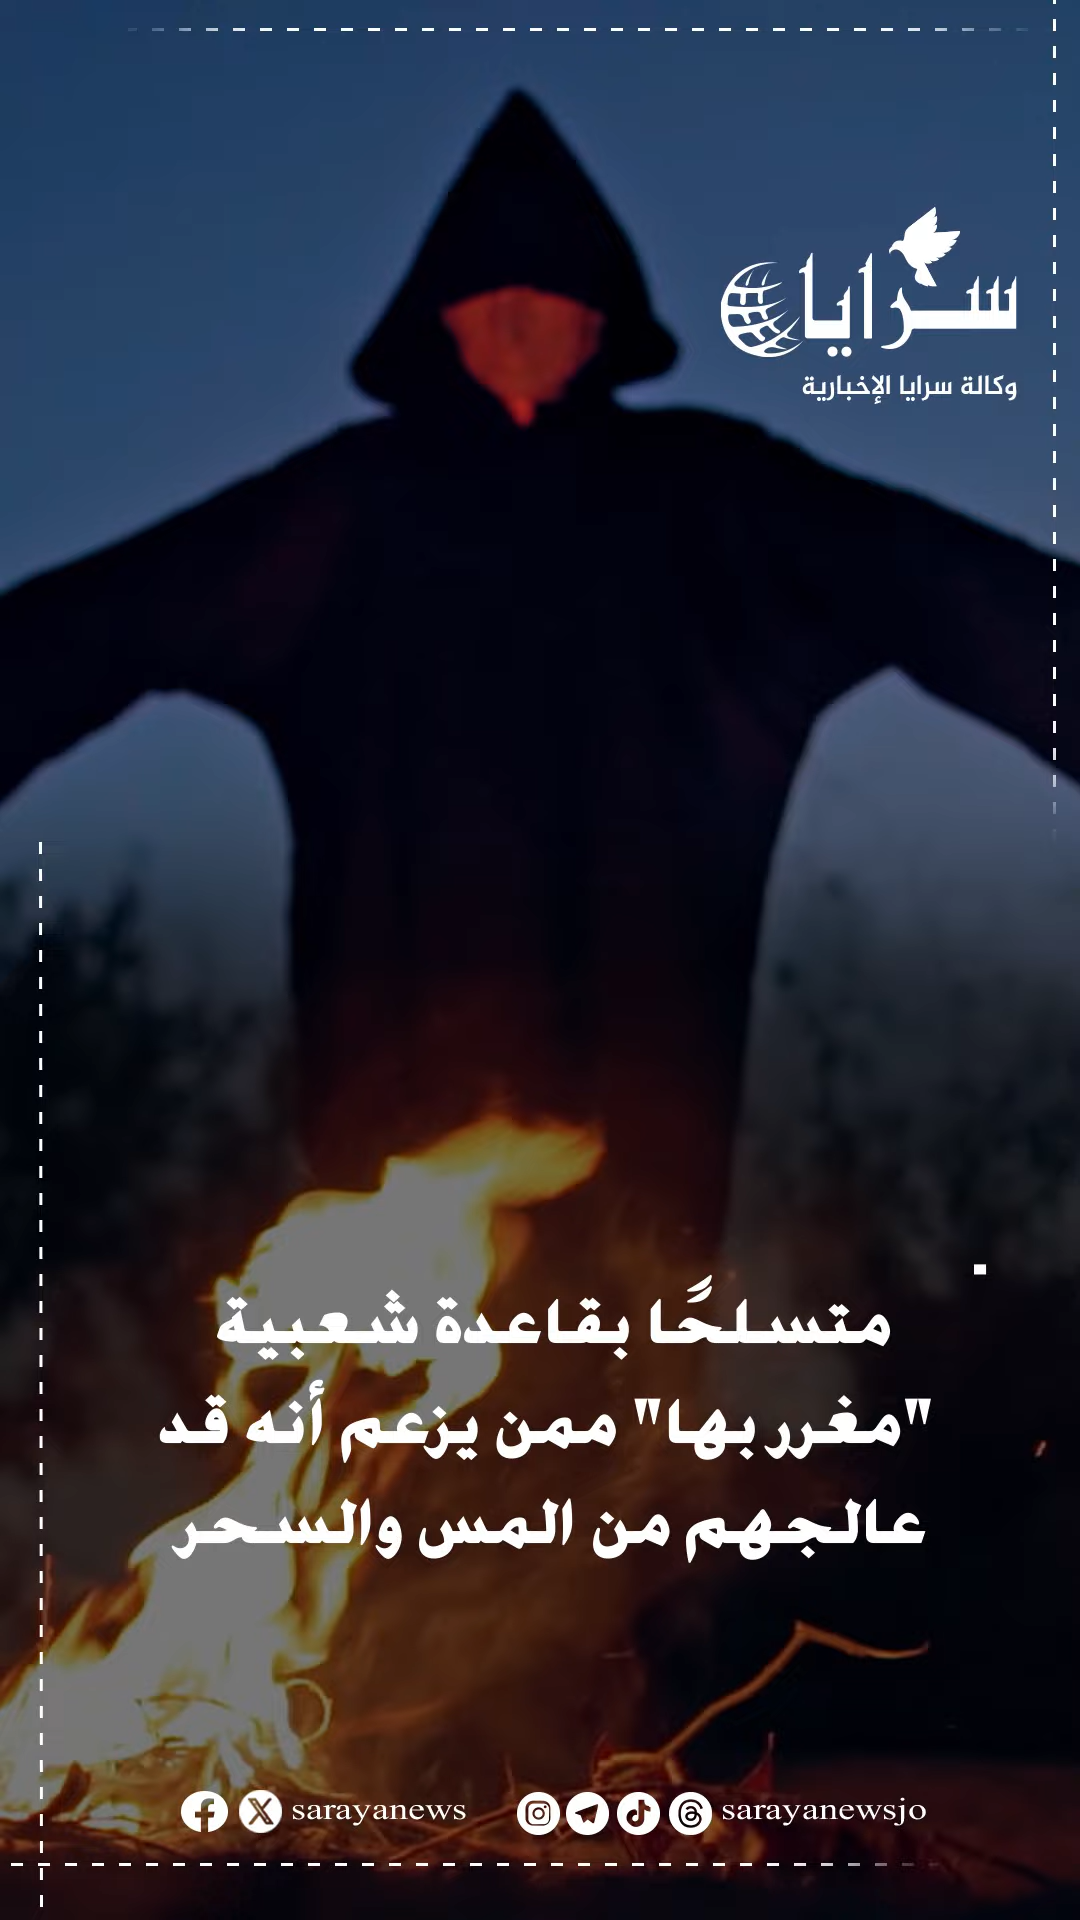 سرايا
وكالة سرايا الإخبارية
متسلحًا بقاعدة شعبية
"مغرر بها" ممن يزعم أنه قد
عالجهم من المس والسحر
sarayanews
sarayanewsjo